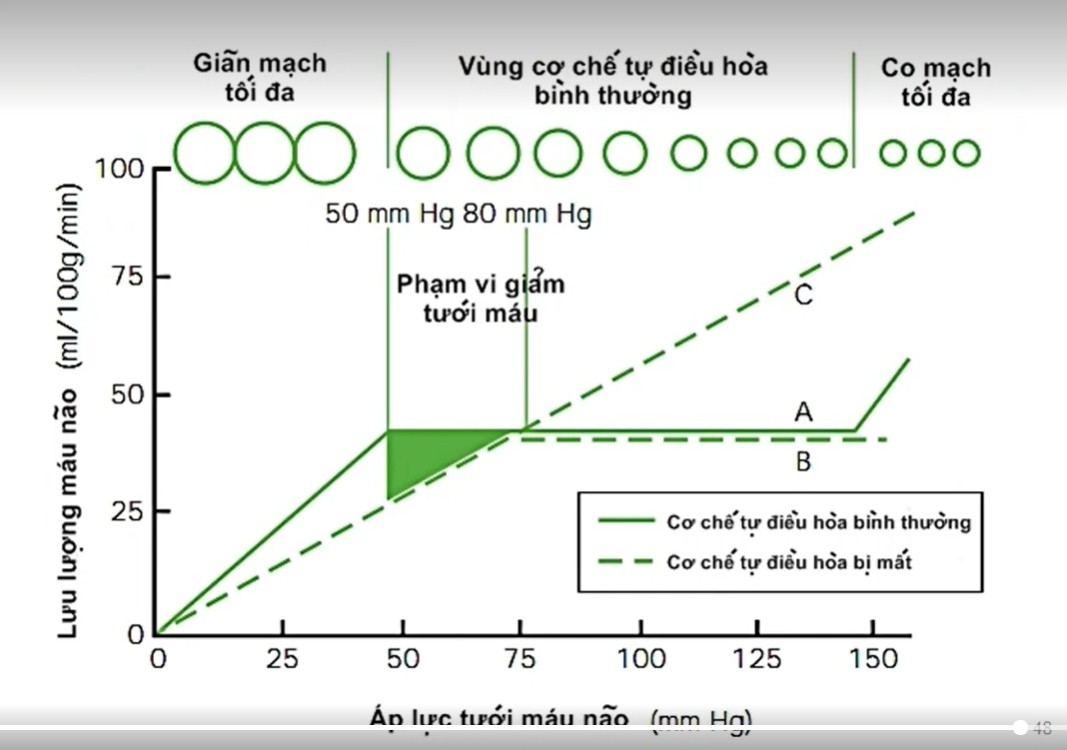 Giãn mạch
tối đa
Vùng cơ chế tự điều hòa
bình thường
Co mạch
tối đa
100
50 mm Hg 80 mm Hg
Phạm vi giảm
tưới máu
75
C
50
A
B
25
Cơ chế tự điều hòa bình thường
Cơ chế tự điều hòa bị mất
0
0 25 50 75 100 125 150
Lưu lượng máu não (ml/100g/min)
Áp lực tưới máu não (mm Hg)
48